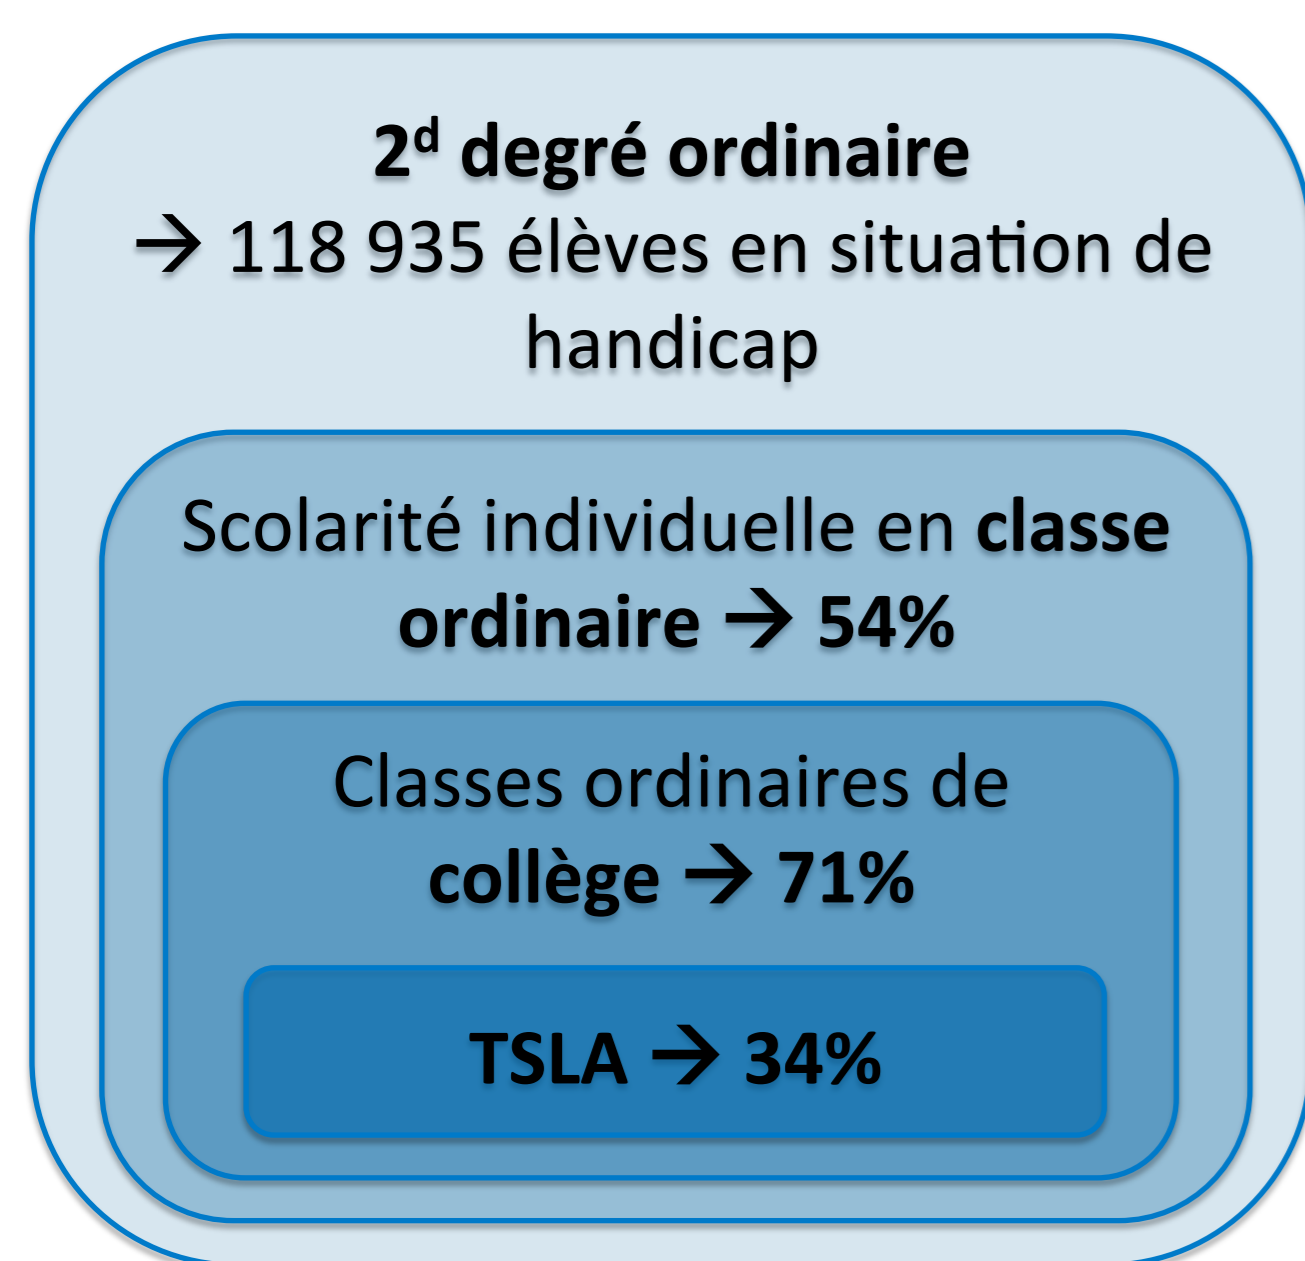 2d degré ordinaire
→ 118 935 élèves en situation de
handicap
Scolarité individuelle en classe
ordinaire → 54%
Classes ordinaires de
collège → 71%
TSLA → 34%